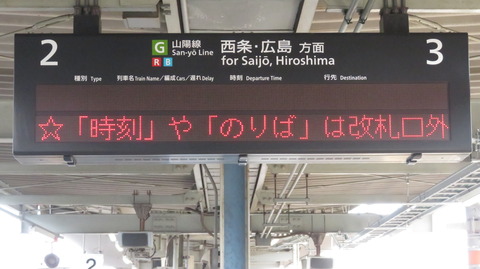 2 G R B 山陽線 San-yō Line 西条・広島 方面 for Saijō, Hiroshima 3
種別 Type 列車名 Train Name / 編成 Cars / 遅れ Delay 時刻 Departure Time 行先 Destination
☆「時刻」や「のりば」は改札口外
2